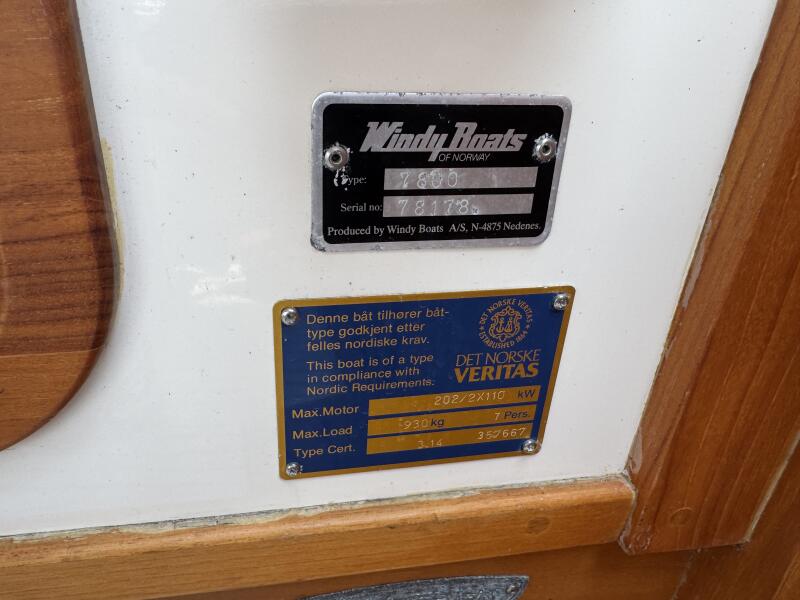 Windy Boats
OF NORWAY
Type: 7800
Serial no: 78178
Produced by Windy Boats A/S, N-4875 Nedenes.
DET NORSKE VERITAS
ESTABLISHED 1864
Denne båt tilhører båt-
type godkjent etter
felles nordiske krav.
This boat is of a type
in compliance with
Nordic Requirements.
DET NORSKE
VERITAS
Max.Motor 202/2X110 kW
Max.Load 930 kg 7 Pers.
Type Cert. 3.14 357667